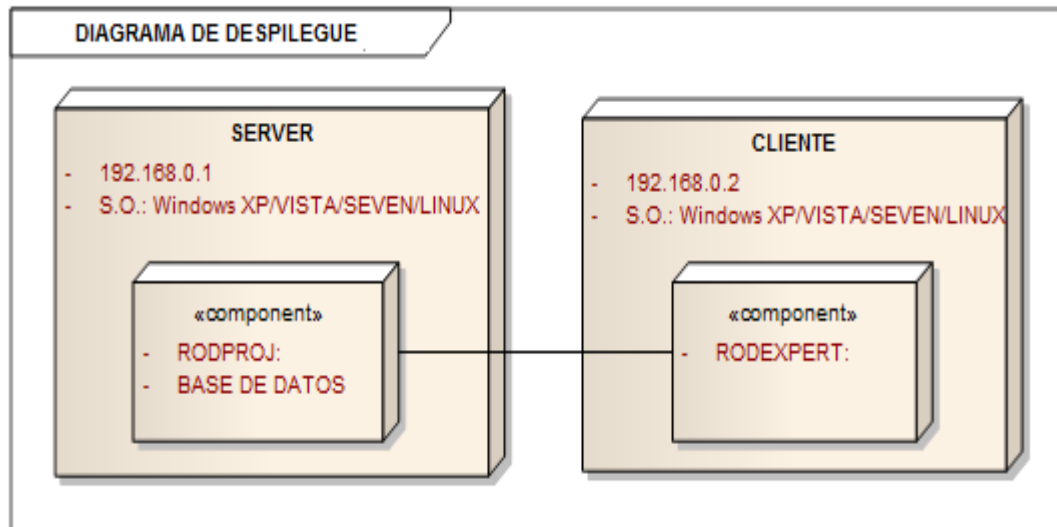 DIAGRAMA DE DESPILEGUE
SERVER
- 192.168.0.1
- S.O.: Windows XP/VISTA/SEVEN/LINUX
«component»
- RODPROJ:
- BASE DE DATOS
CLIENTE
- 192.168.0.2
- S.O.: Windows XP/VISTA/SEVEN/LINUX
«component»
- RODEXPERT: